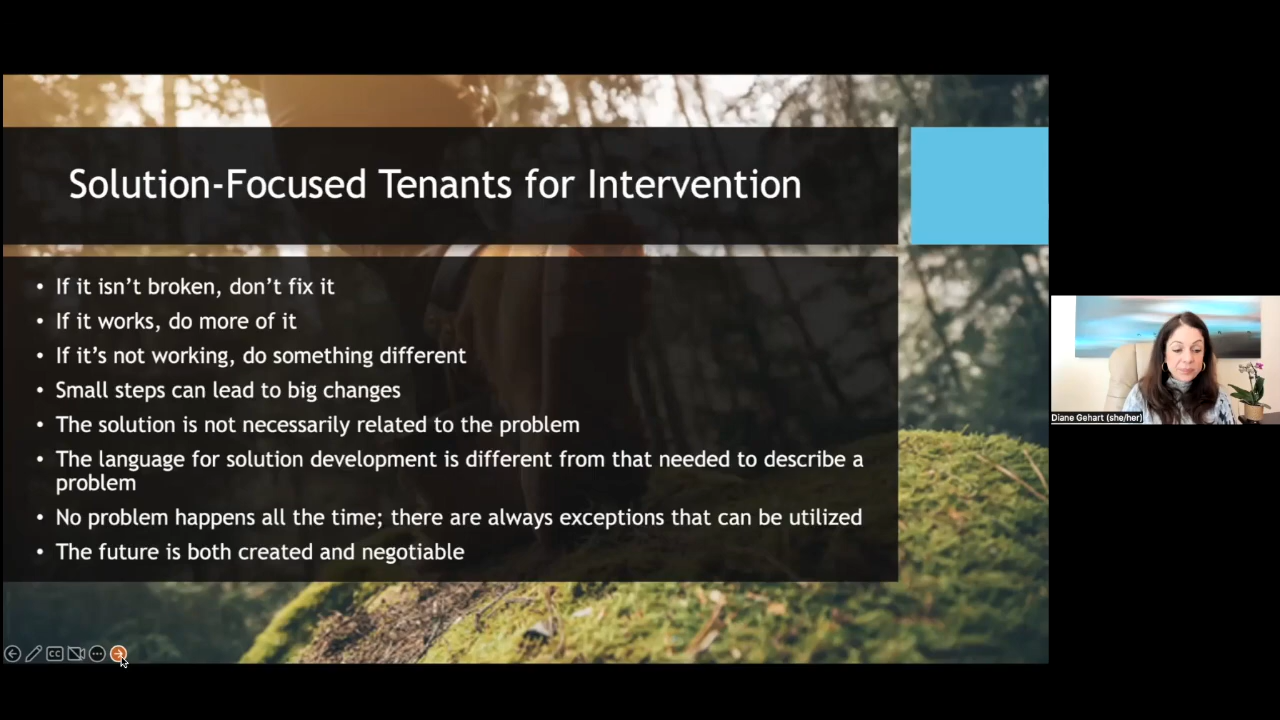 Solution-Focused Tenants for Intervention
• If it isn’t broken, don’t fix it
• If it works, do more of it
• If it’s not working, do something different
• Small steps can lead to big changes
• The solution is not necessarily related to the problem
• The language for solution development is different from that needed to describe a
problem
• No problem happens all the time; there are always exceptions that can be utilized
• The future is both created and negotiable
Diane Gehart (she/her)
CC